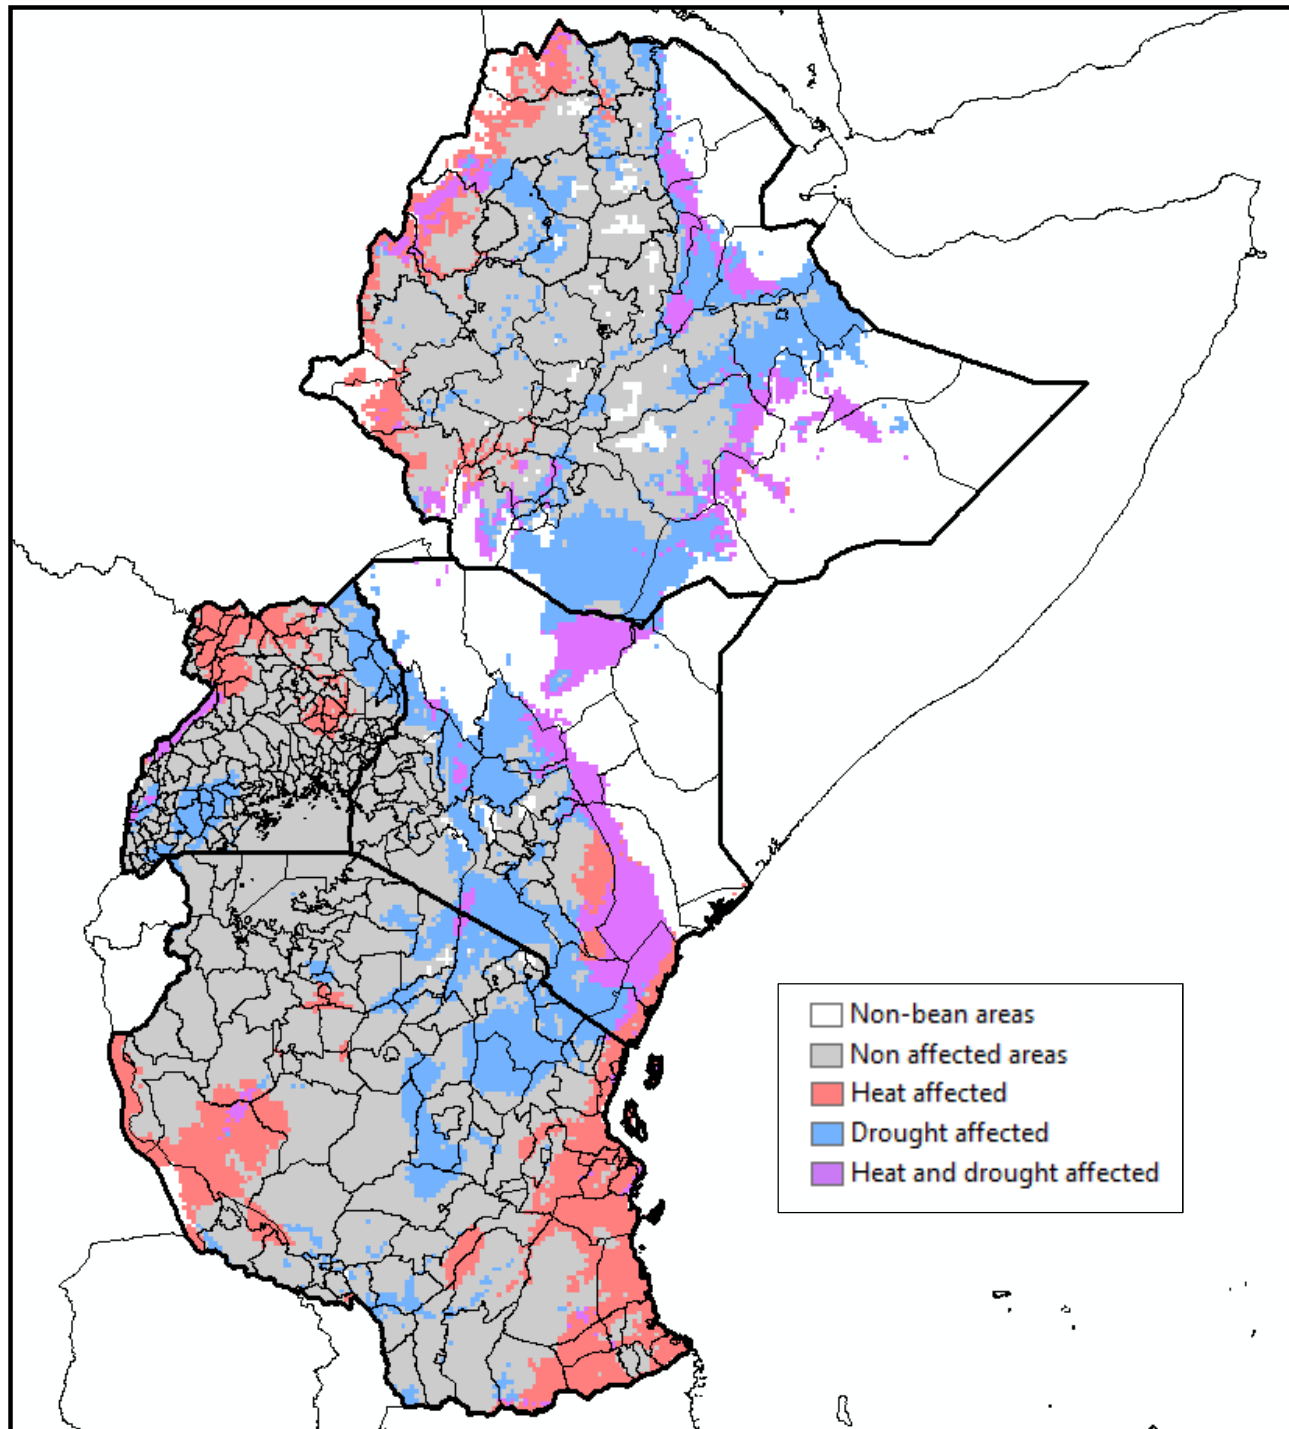 Non-bean areas
Non affected areas
Heat affected
Drought affected
Heat and drought affected